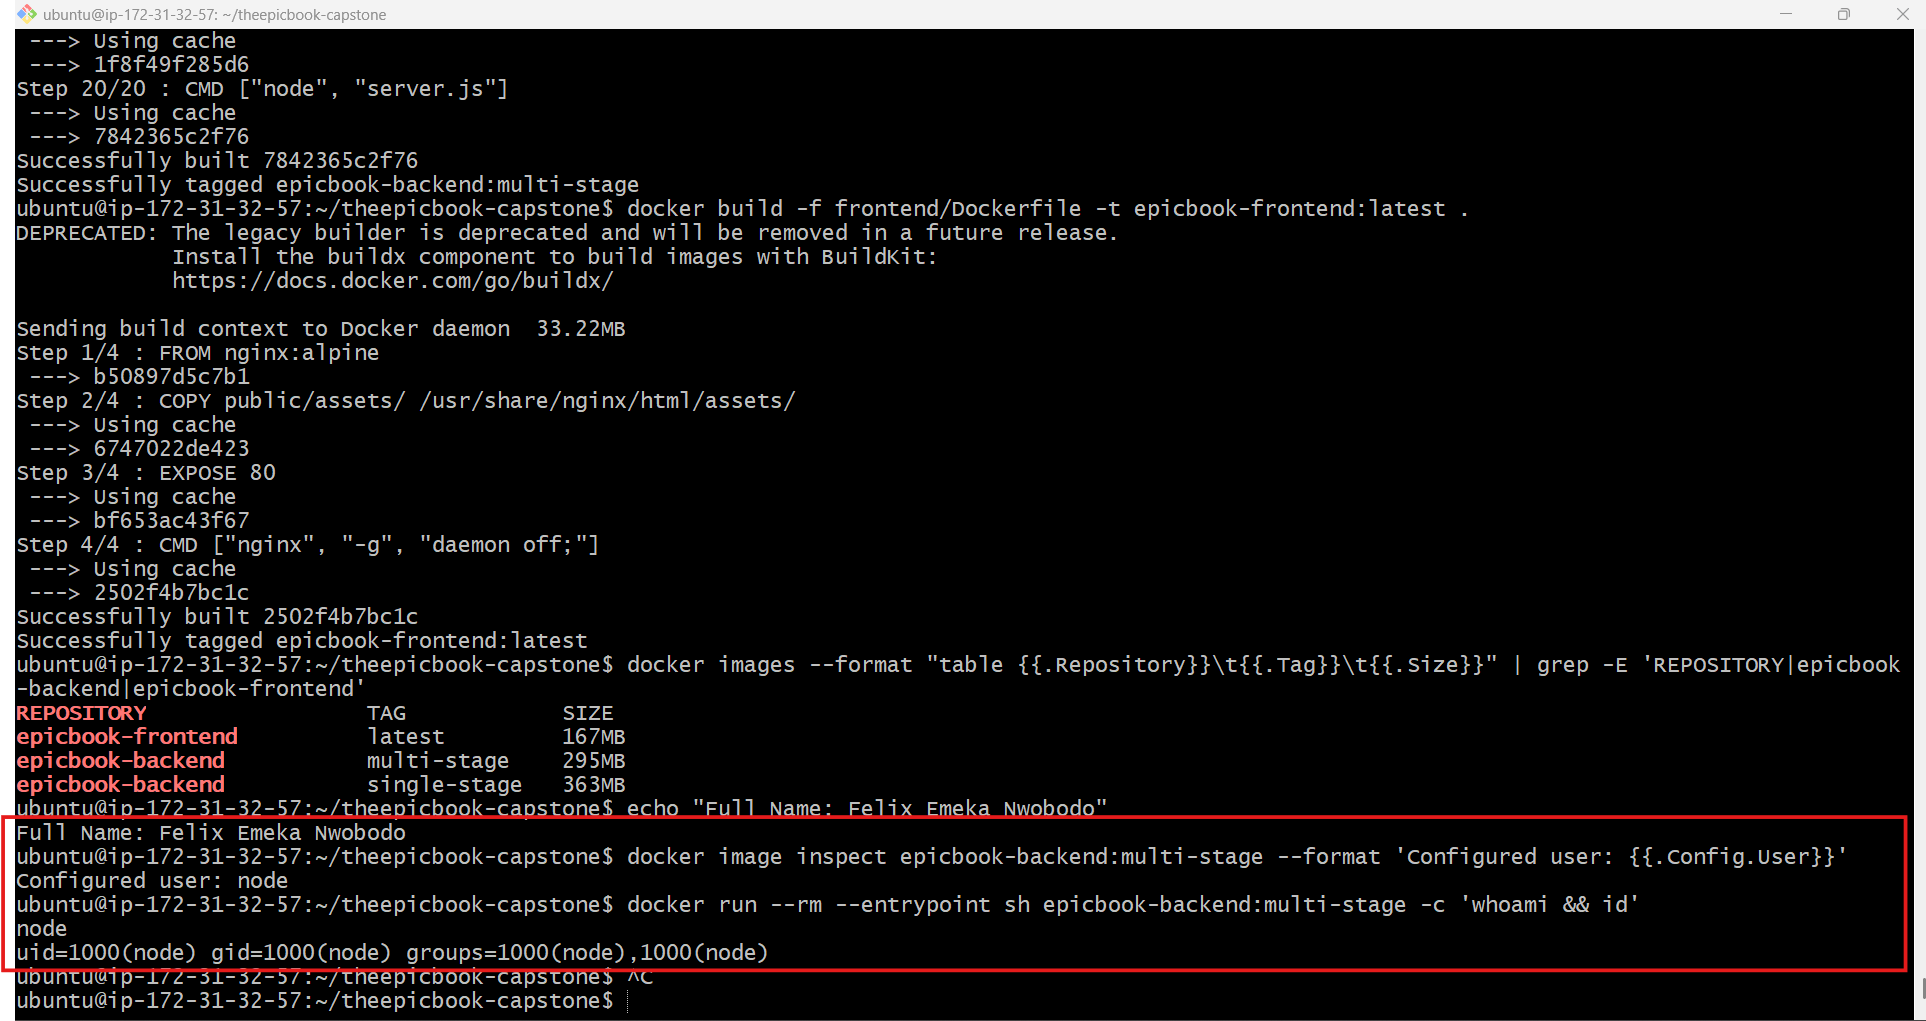 ubuntu@ip-172-31-32-57: ~/theepicbook-capstone
---> Using cache
---> 1f8f49f285d6
Step 20/20 : CMD ["node", "server.js"]
---> Using cache
---> 7842365c2f76
Successfully built 7842365c2f76
Successfully tagged epicbook-backend:multi-stage
ubuntu@ip-172-31-32-57:~/theepicbook-capstone$ docker build -f frontend/Dockerfile -t epicbook-frontend:latest .
DEPRECATED: The legacy builder is deprecated and will be removed in a future release.
Install the buildx component to build images with BuildKit:
https://docs.docker.com/go/buildx/
Sending build context to Docker daemon  33.22MB
Step 1/4 : FROM nginx:alpine
---> b50897d5c7b1
Step 2/4 : COPY public/assets/ /usr/share/nginx/html/assets/
---> Using cache
---> 6747022de423
Step 3/4 : EXPOSE 80
---> Using cache
---> bf653ac43f67
Step 4/4 : CMD ["nginx", "-g", "daemon off;"]
---> Using cache
---> 2502f4b7bc1c
Successfully built 2502f4b7bc1c
Successfully tagged epicbook-frontend:latest
ubuntu@ip-172-31-32-57:~/theepicbook-capstone$ docker images --format "table {{.Repository}}\t{{.Tag}}\t{{.Size}}" | grep -E 'REPOSITORY|epicbook
-backend|epicbook-frontend'
REPOSITORY TAG SIZE
epicbook-frontend latest 167MB
epicbook-backend multi-stage 295MB
epicbook-backend single-stage 363MB
ubuntu@ip-172-31-32-57:~/theepicbook-capstone$ echo "Full Name: Felix Emeka Nwobodo"
Full Name: Felix Emeka Nwobodo
ubuntu@ip-172-31-32-57:~/theepicbook-capstone$ docker image inspect epicbook-backend:multi-stage --format 'Configured user: {{.Config.User}}'
Configured user: node
ubuntu@ip-172-31-32-57:~/theepicbook-capstone$ docker run --rm --entrypoint sh epicbook-backend:multi-stage -c 'whoami && id'
node
uid=1000(node) gid=1000(node) groups=1000(node),1000(node)
ubuntu@ip-172-31-32-57:~/theepicbook-capstone$ ^C
ubuntu@ip-172-31-32-57:~/theepicbook-capstone$